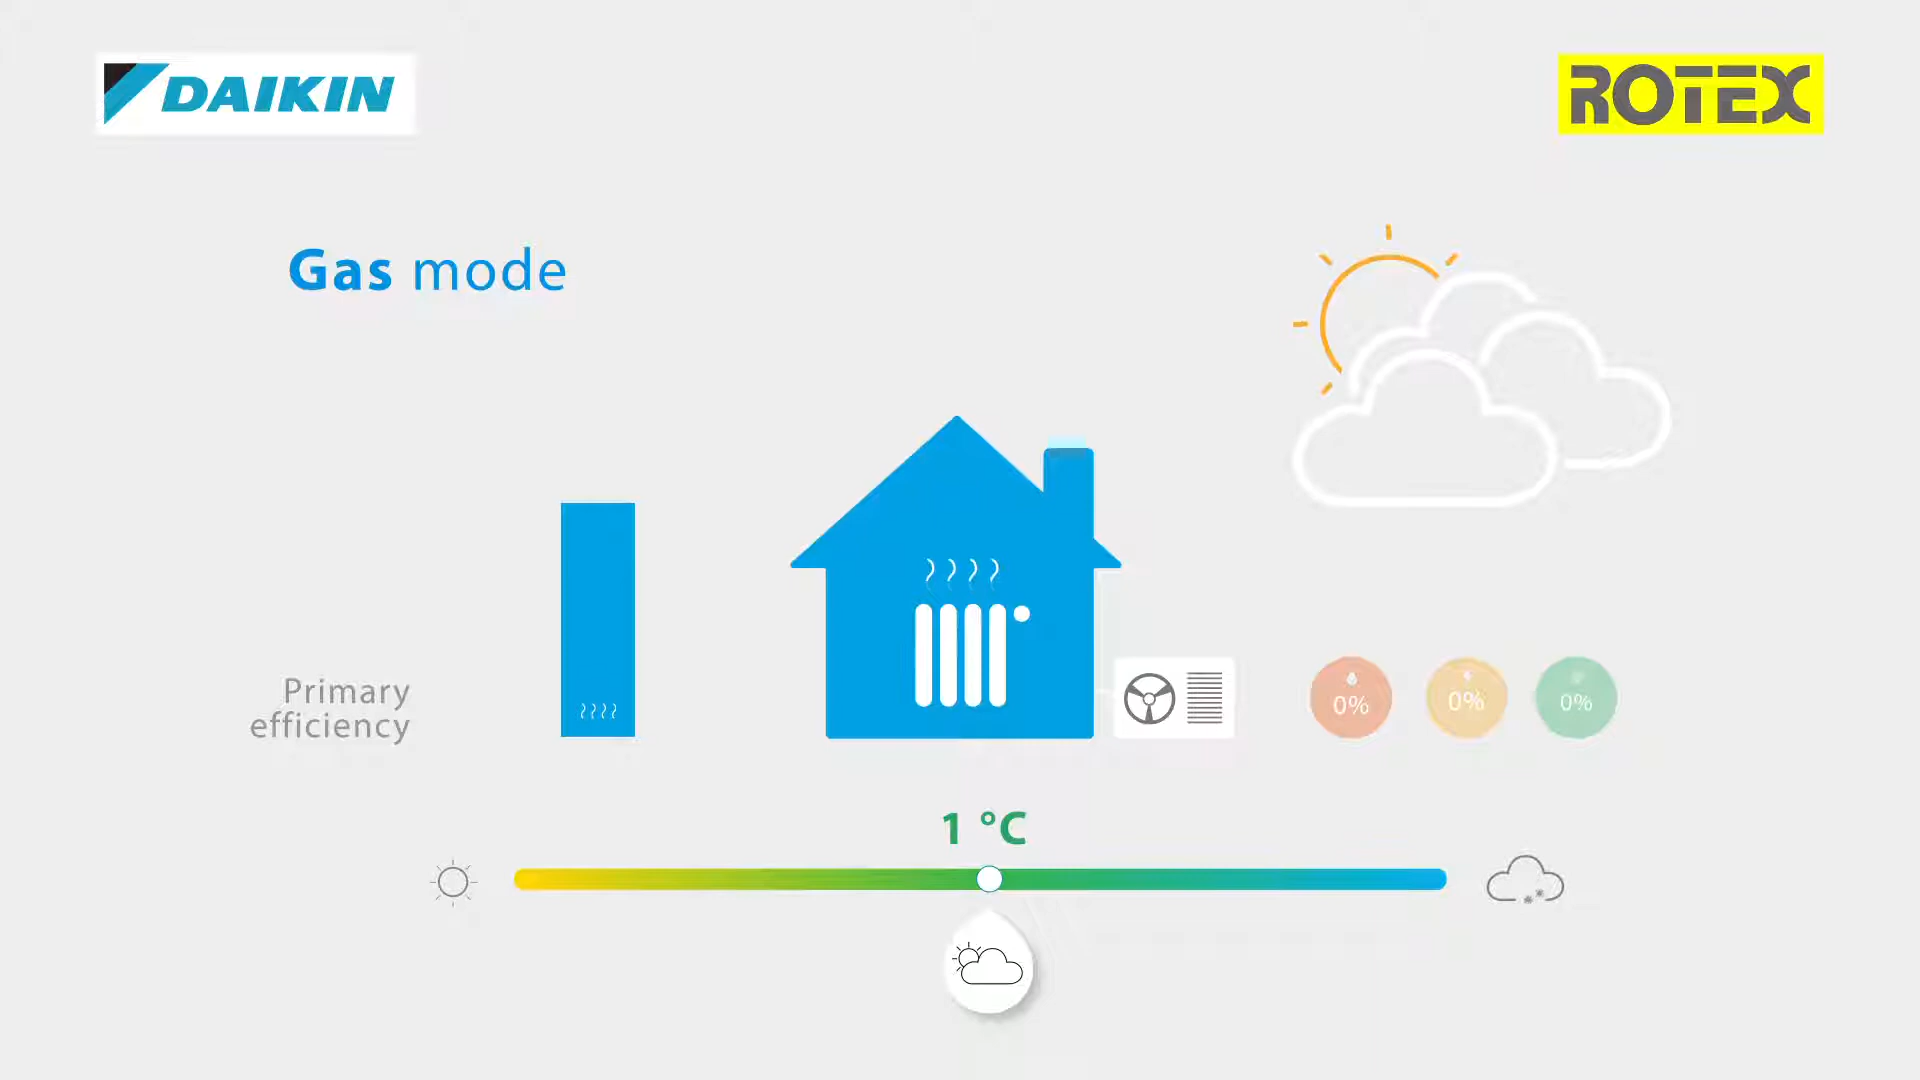 DAIKIN
ROTEX
Gas mode
Primary
efficiency
0%
0%
0%
1 °C